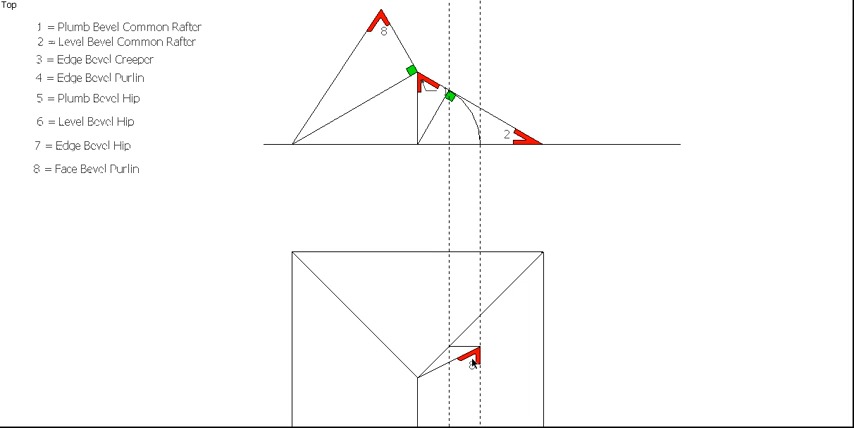 Top
1 = Plumb Bevel Common Rafter
2 = Level Bevel Common Rafter
3 = Edge Bevel Creeper
4 = Edge Bevel Purlin
5 = Plumb Bevel Hip
6 = Level Bevel Hip
7 = Edge Bevel Hip
8 = Face Bevel Purlin
8
2